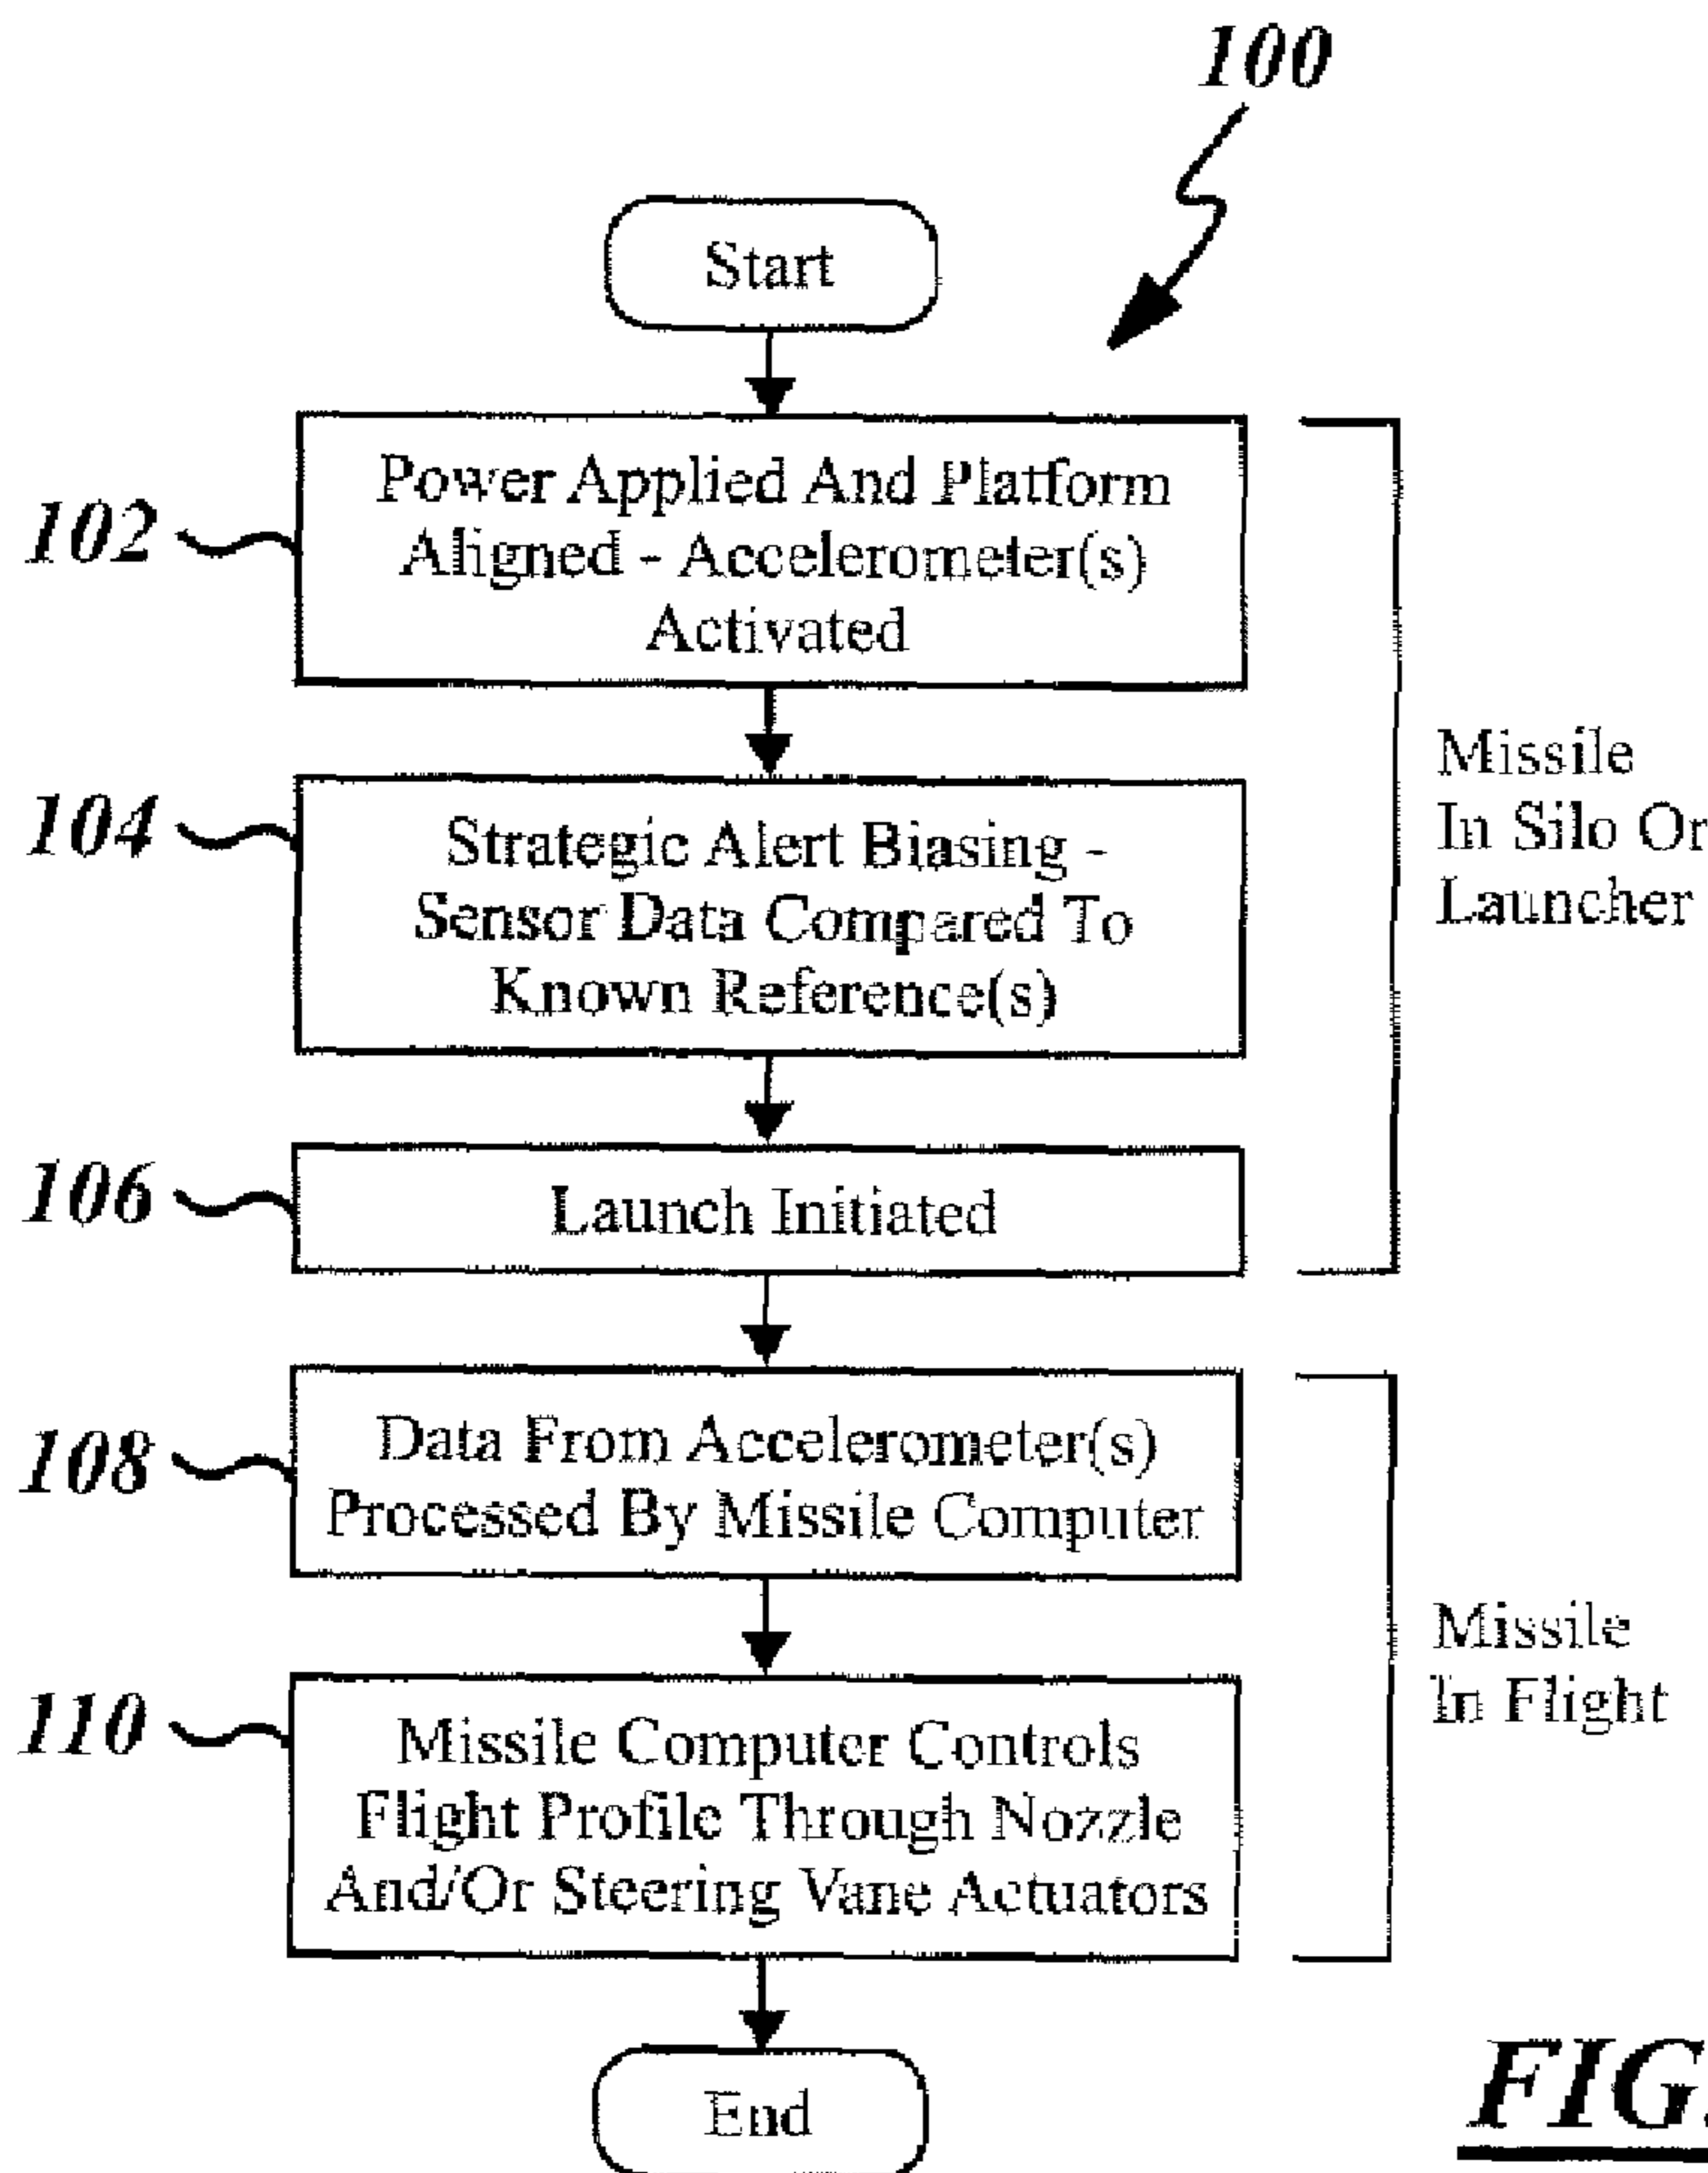 100
Start
102
Power Applied And Platform
Aligned - Accelerometer(s)
Activated
104
Strategic Alert Biasing -
Sensor Data Compared To
Known Reference(s)
Missile
In Silo Or
Launcher
106
Launch Initiated
108
Data From Accelerometer(s)
Processed By Missile Computer
110
Missile Computer Controls
Flight Profile Through Nozzle
And/Or Steering Vane Actuators
Missile
In Flight
End
FIG.